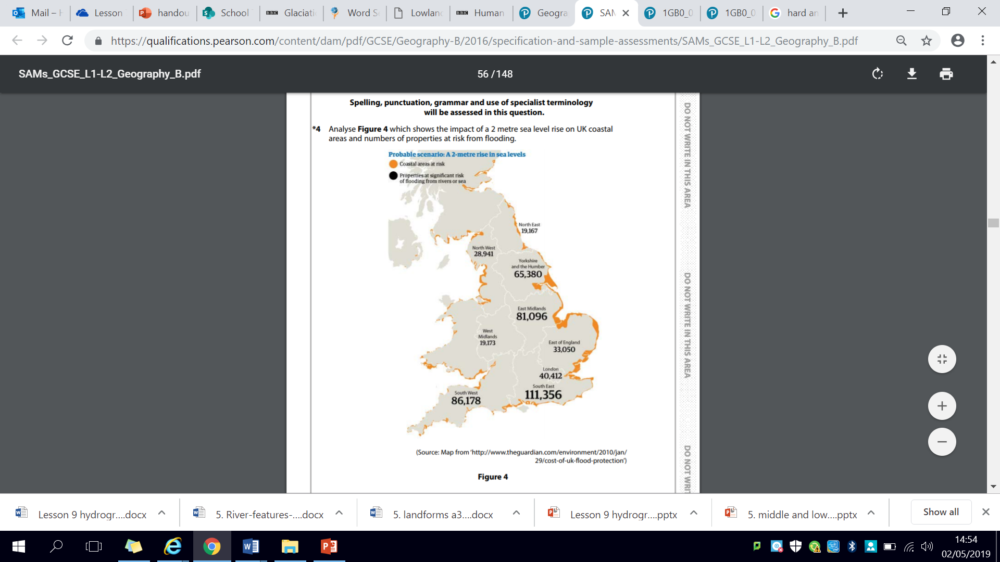 Mail – H
Lesson
handou
School
BBC Glaciati
Word Se
Lowlan
BBC Human
Geogra
SAM
1GB0_0
1GB0_0
hard an
https://qualifications.pearson.com/content/dam/pdf/GCSE/Geography-B/2016/specification-and-sample-assessments/SAMs_GCSE_L1-L2_Geography_B.pdf
SAMs_GCSE_L1-L2_Geography_B.pdf
56 / 148
Spelling, punctuation, grammar and use of specialist terminology
will be assessed in this question.
*4 Analyse Figure 4 which shows the impact of a 2 metre sea level rise on UK coastal
areas and numbers of properties at risk from flooding.
Probable scenario: A 2-metre rise in sea levels
Coastal areas at risk
Properties at significant risk
of flooding from rivers or sea
North East
19,167
North West
28,941
Yorkshire
and the Humber
65,380
East Midlands
81,096
West
Midlands
19,173
East of England
33,050
London
40,412
South East
111,356
South West
86,178
(Source: Map from 'http://www.theguardian.com/environment/2010/jan/
29/cost-of-uk-flood-protection')
Figure 4
DO NOT WRITE IN THIS AREA
DO NOT WRITE IN THIS AREA
DO NOT WRIT
Lesson 9 hydrogr....docx
5. River-features-....docx
5. landforms a3....docx
Lesson 9 hydrogr....pptx
5. middle and low....pptx
Show all
14:54
02/05/2019